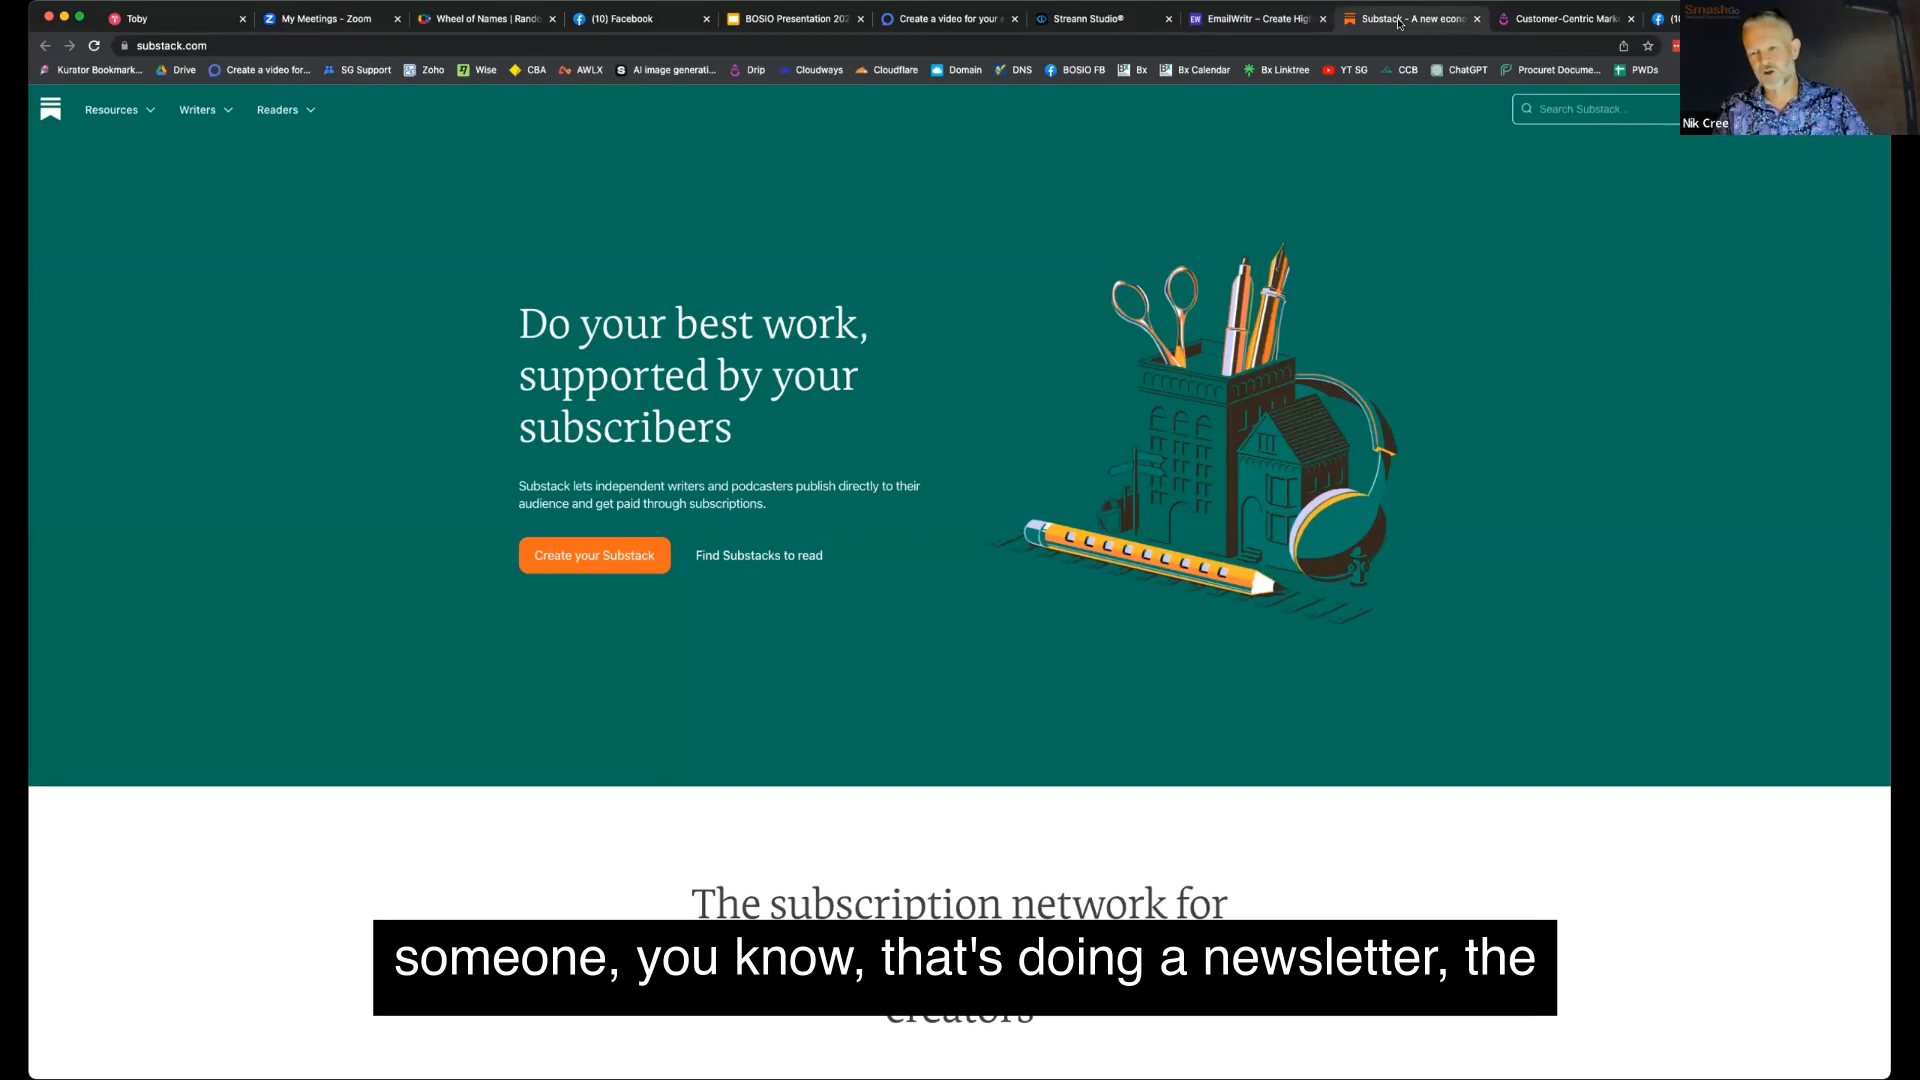 Toby
My Meetings - Zoom
Wheel of Names | Rando
(10) Facebook
BOSIO Presentation 202
Create a video for your
Streann Studio®
EmailWritr – Create Hig
Substack - A new econo
Customer-Centric Mark
substack.com
Kurator Bookmark...
Drive
Create a video for...
SG Support
Zoho
Wise
CBA
AWLX
AI image generati...
Drip
Cloudways
Cloudflare
Domain
DNS
BOSIO FB
Bx
Bx Calendar
Bx Linktree
YT SG
CCB
ChatGPT
Procuret Docume...
PWDs
SmashGo
Nik Cree
Resources
Writers
Readers
Search Substack...
Do your best work,
supported by your
subscribers
Substack lets independent writers and podcasters publish directly to their
audience and get paid through subscriptions.
Create your Substack
Find Substacks to read
The subscription network for
someone, you know, that's doing a newsletter, the
creators